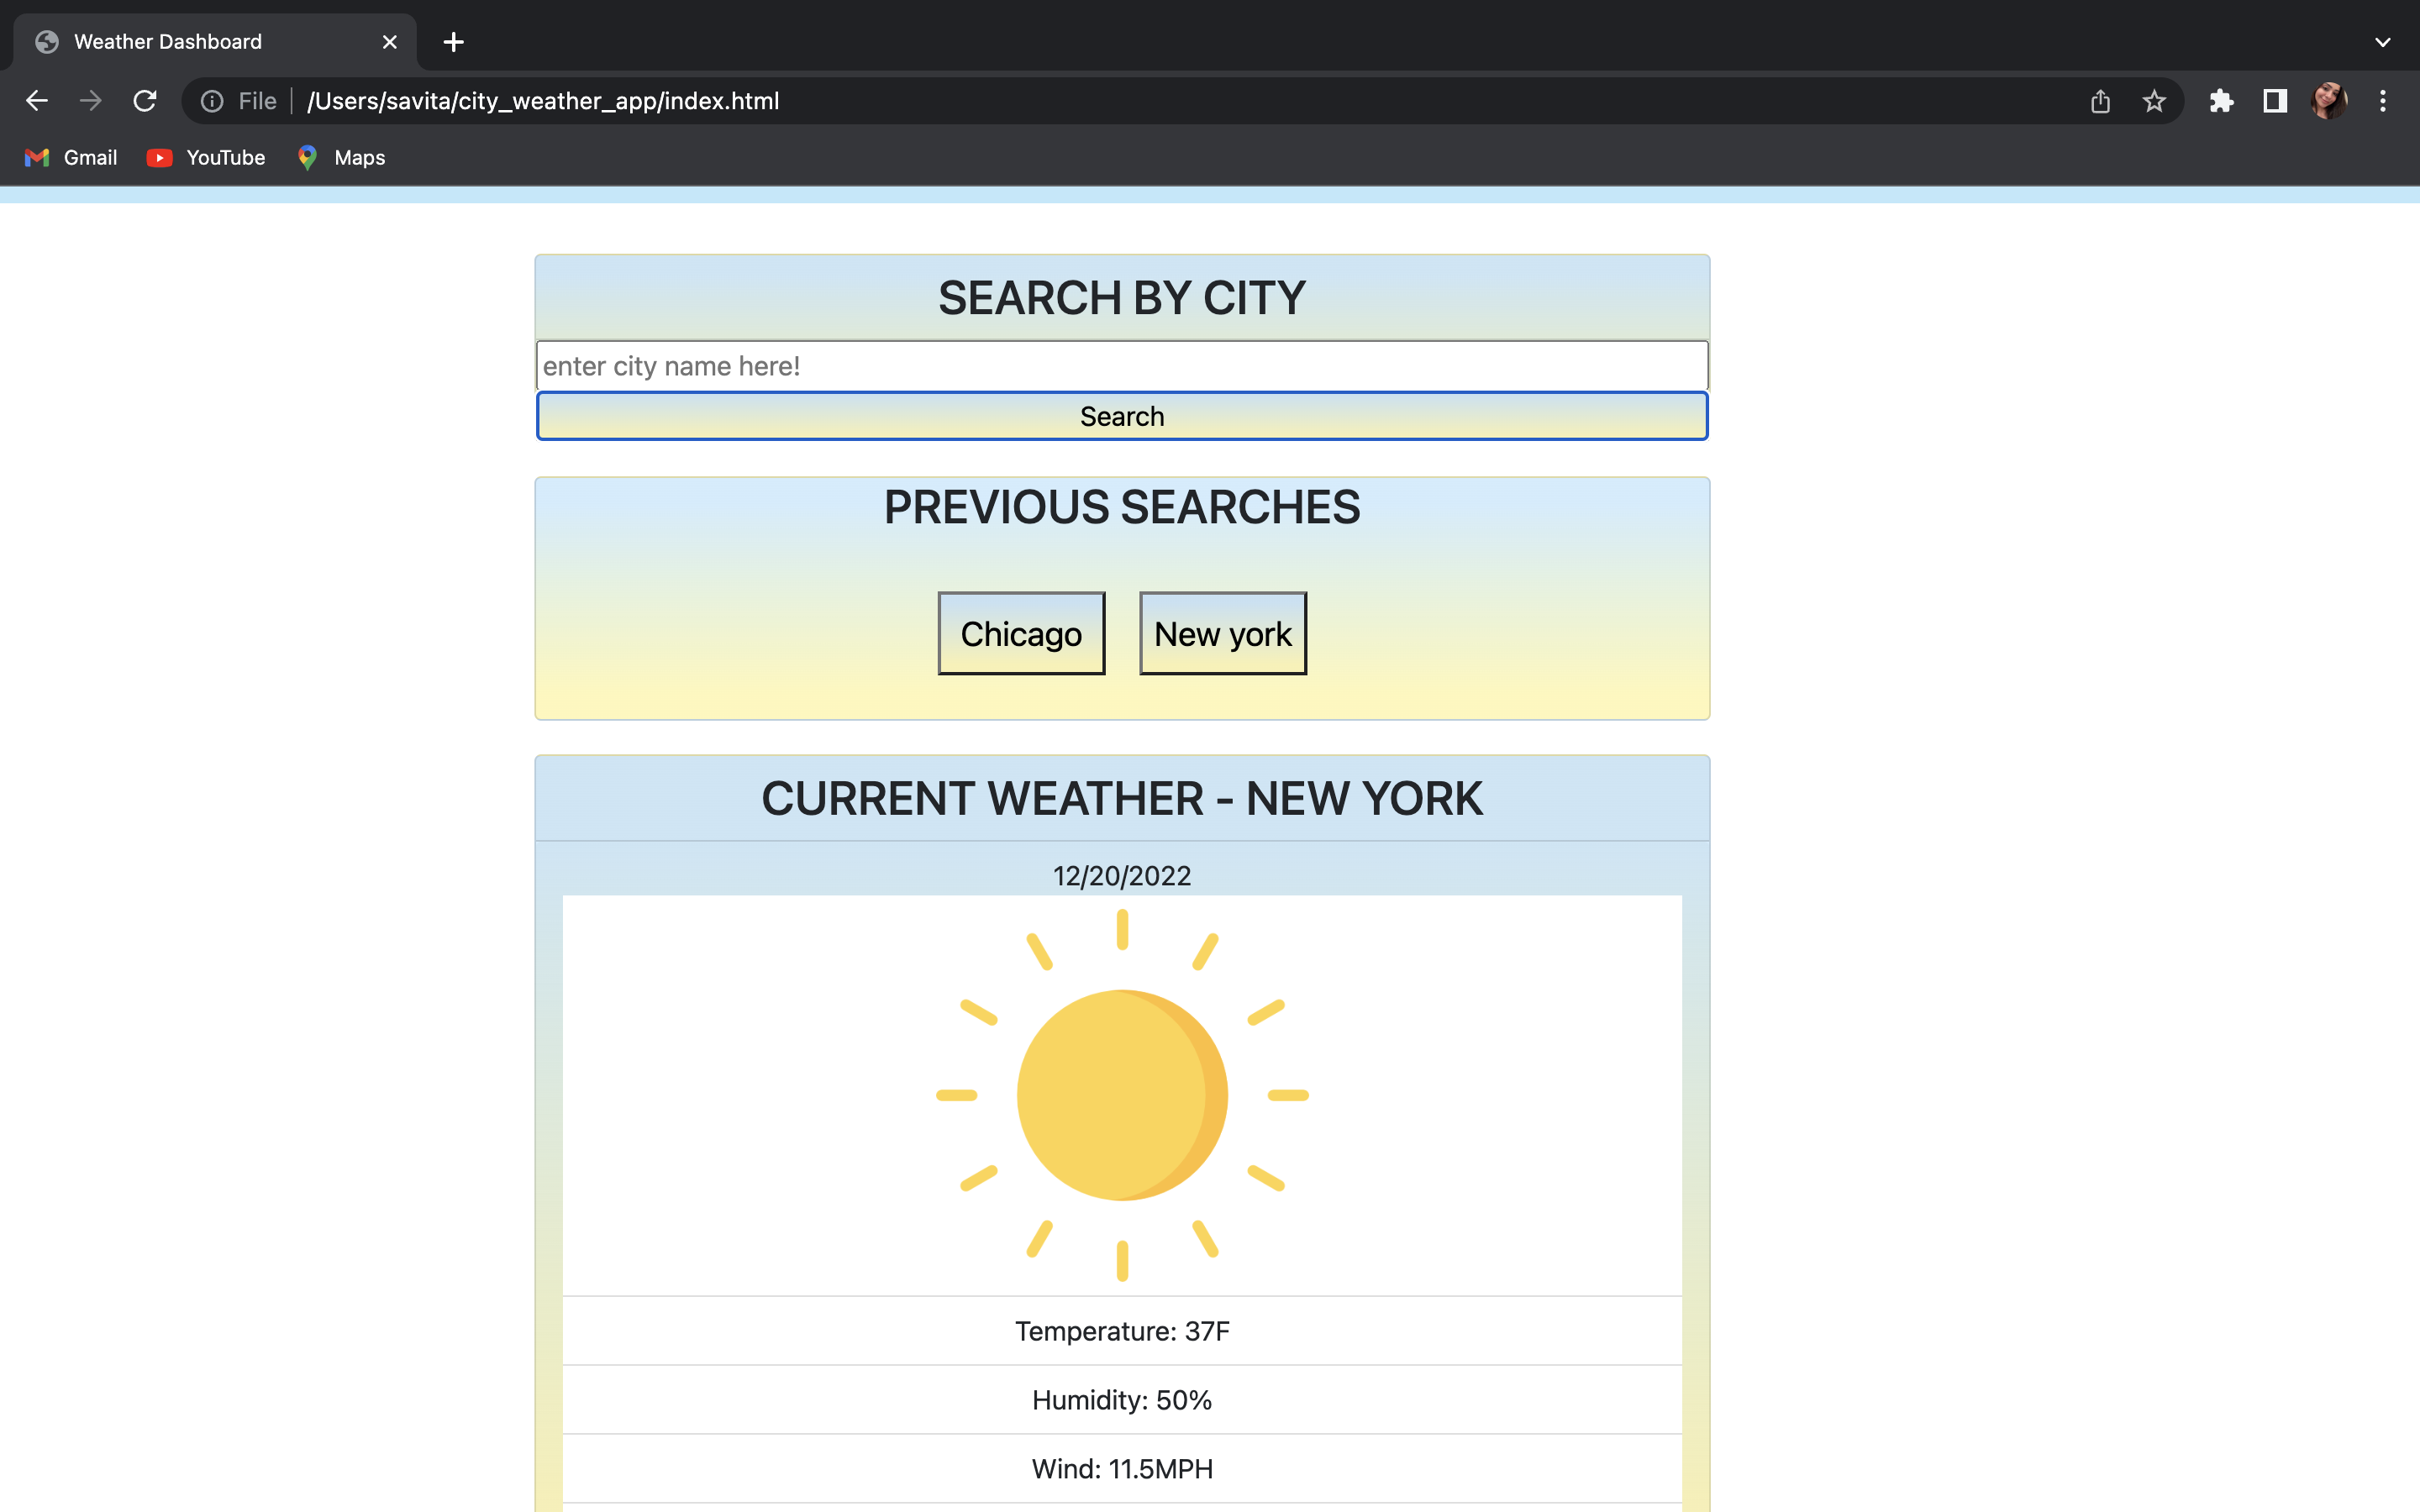 Weather Dashboard
File /Users/savita/city_weather_app/index.html
Gmail YouTube Maps
SEARCH BY CITY
enter city name here!
Search
PREVIOUS SEARCHES
Chicago New york
CURRENT WEATHER - NEW YORK
12/20/2022
Temperature: 37F
Humidity: 50%
Wind: 11.5MPH